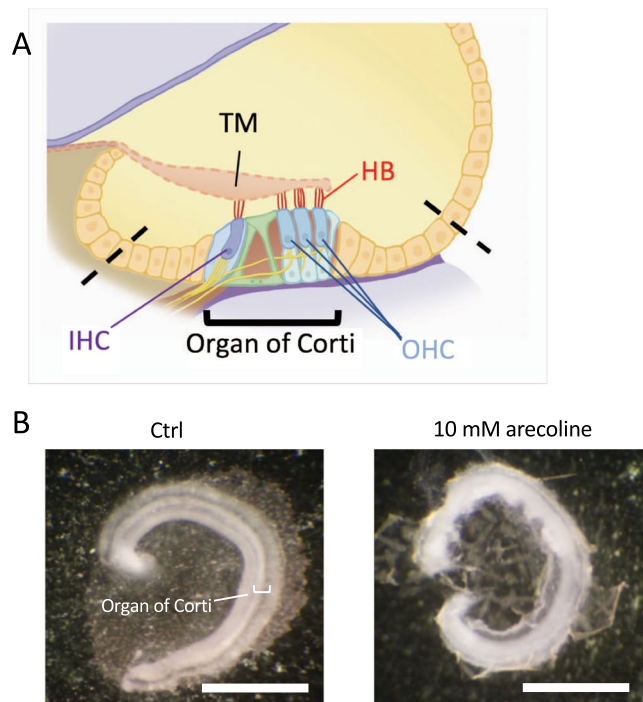 A
TM
HB
IHC
Organ of Corti
OHC
B
Ctrl
10 mM arecoline
Organ of Corti